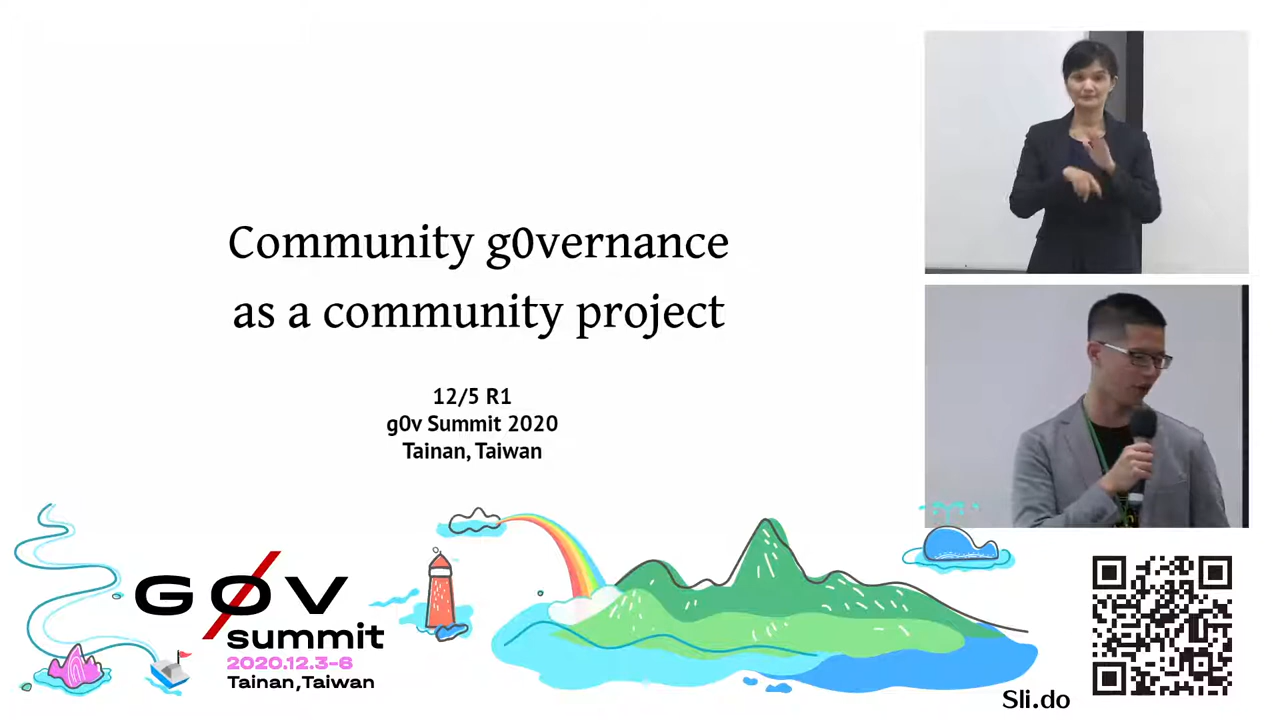 Community g0vernance
as a community project
12/5 R1
g0v Summit 2020
Tainan, Taiwan
G0V
summit
2020.12.3-6
Tainan,Taiwan
Sli.do